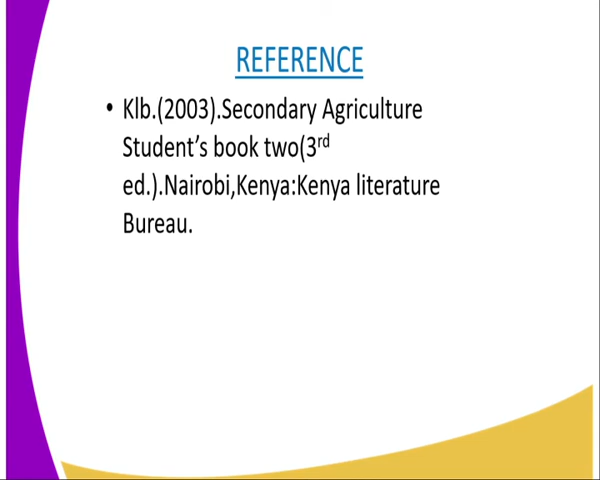 REFERENCE
• Klb.(2003).Secondary Agriculture
Student's book two(3rd
ed.).Nairobi,Kenya:Kenya literature
Bureau.